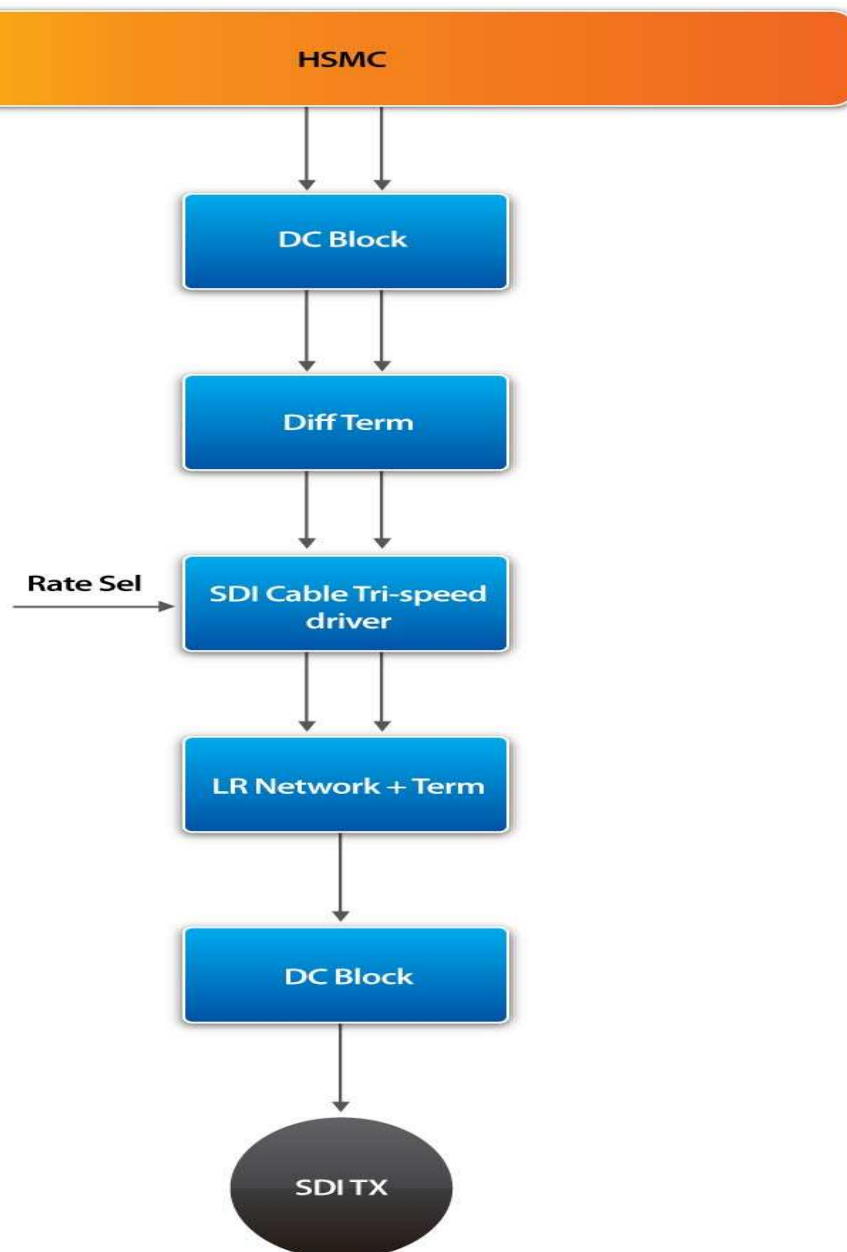 HSMC
DC Block
Diff Term
Rate Sel
SDI Cable Tri-speed
driver
LR Network + Term
DC Block
SDI TX